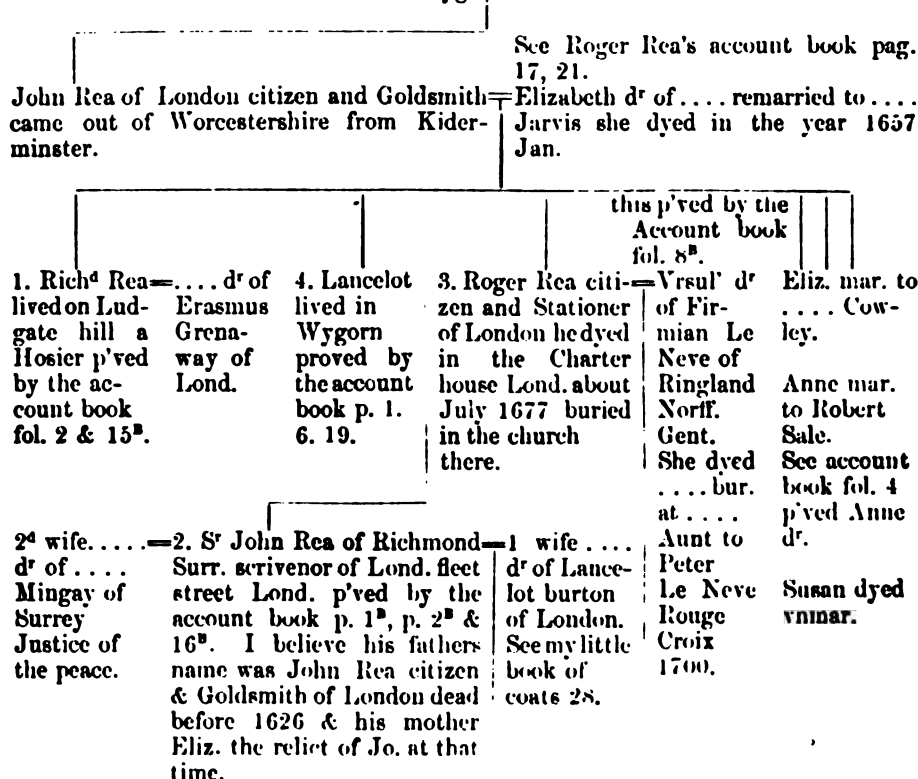 See Roger Rea's account book pag.
17, 21.
John Rea of London citizen and Goldsmith=
came out of Worcestershire from Kider-
minster.
Elizabeth dʳ of .... remarried to ....
Jarvis she dyed in the year 1657
Jan.
this p'ved by the
Account book
fol. 8ᴮ.
1. Richᵈ Rea=
lived on Lud-
gate hill a
Hosier p'ved
by the ac-
count book
fol. 2 & 15ᴮ.
.... dʳ of
Erasmus
Grena-
way of
Lond.
4. Lancelot
lived in
Wygorn
proved by
the account
book p. 1.
6. 19.
3. Roger Rea citi-=
zen and Stationer
of London he dyed
in the Charter
house Lond. about
July 1677 buried
in the church
there.
Vrsul' dʳ
of Fir-
mian Le
Neve of
Ringland
Norff.
Gent.
She dyed
.... bur.
at ....
Aunt to
Peter
Le Neve
Rouge
Croix
1700.
Eliz. mar. to
.... Cow-
ley.
Anne mar.
to Robert
Sale.
See account
book fol. 4
p'ved Anne
dʳ.
Susan dyed
vnmar.
2ᵈ wife.....=
dʳ of ....
Mingay of
Surrey
Justice of
the peace.
2. Sʳ John Rea of Richmond=
Surr. scrivenor of Lond. fleet
street Lond. p'ved by the
account book p. 1ᴮ, p. 2ᴮ &
16ᴮ. I believe his fathers
name was John Rea citizen
& Goldsmith of London dead
before 1626 & his mother
Eliz. the relict of Jo. at that
time.
1 wife ....
dʳ of Lance-
lot burton
of London.
See my little
book of
coats 28.